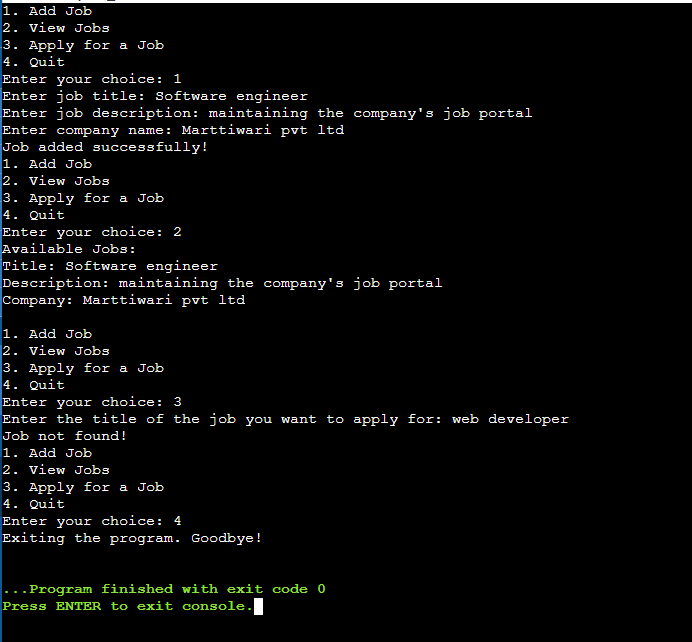 1. Add Job
2. View Jobs
3. Apply for a Job
4. Quit
Enter your choice: 1
Enter job title: Software engineer
Enter job description: maintaining the company's job portal
Enter company name: Marttiwari pvt ltd
Job added successfully!
1. Add Job
2. View Jobs
3. Apply for a Job
4. Quit
Enter your choice: 2
Available Jobs:
Title: Software engineer
Description: maintaining the company's job portal
Company: Marttiwari pvt ltd
1. Add Job
2. View Jobs
3. Apply for a Job
4. Quit
Enter your choice: 3
Enter the title of the job you want to apply for: web developer
Job not found!
1. Add Job
2. View Jobs
3. Apply for a Job
4. Quit
Enter your choice: 4
Exiting the program. Goodbye!
...Program finished with exit code 0
Press ENTER to exit console.